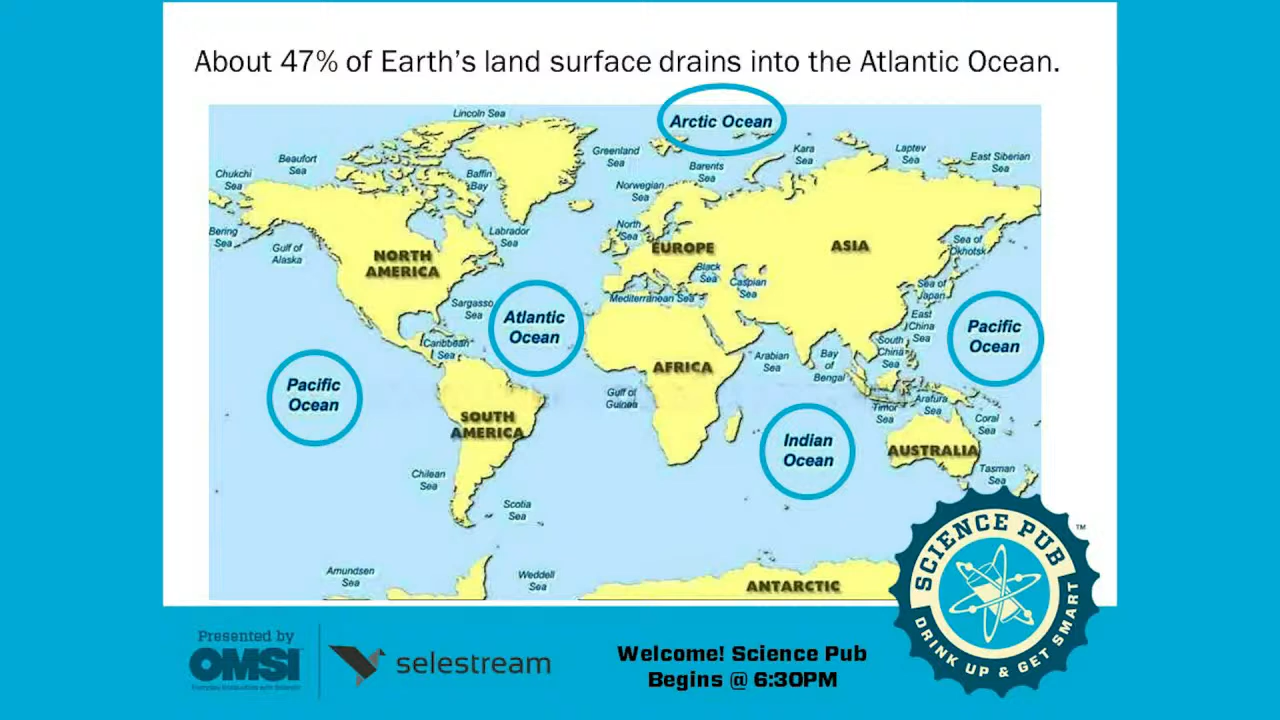 About 47% of Earth's land surface drains into the Atlantic Ocean.
Lincoln Sea
Arctic Ocean
Chukchi
Sea
Beaufort
Sea
Baffin
Bay
Greenland
Sea
Barents
Sea
Kara
Sea
Laptev
Sea
East Siberian
Sea
Norwegian
Sea
Bering
Sea
Gulf of
Alaska
Labrador
Sea
North
Sea
NORTH
AMERICA
EUROPE
ASIA
Sea of
Okhotsk
Black
Sea
Caspian
Sea
Mediterranean Sea
Sea of
Japan
Sargasso
Sea
Atlantic
Ocean
East
China
Sea
Pacific
Ocean
Caribbean
Sea
South
China
Sea
AFRICA
Arabian
Sea
Bay
of
Bengal
Pacific
Ocean
Gulf of
Guinea
Timor
Sea
Arafura
Sea
Coral
Sea
SOUTH
AMERICA
Indian
Ocean
AUSTRALIA
Chilean
Sea
Tasman
Sea
Scotia
Sea
Amundsen
Sea
Weddell
Sea
ANTARCTIC
SCIENCE PUB
DRINK UP & GET SMART
TM
Presented by
OMSI
selestream
Welcome! Science Pub
Begins @ 6:30PM